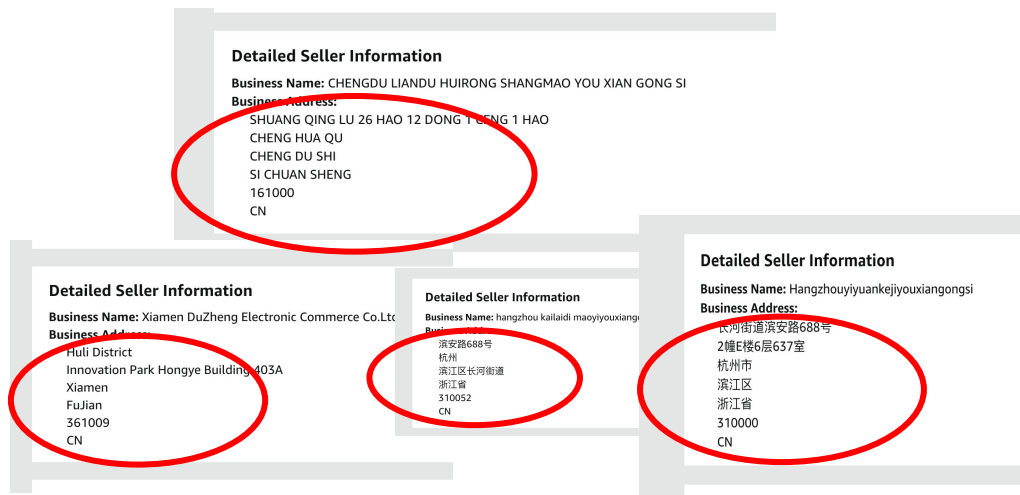 Detailed Seller Information
Business Name: CHENGDU LIANDU HUIRONG SHANGMAO YOU XIAN GONG SI
Business Address:
SHUANG QING LU 26 HAO 12 DONG 1 CENG 1 HAO
CHENG HUA QU
CHENG DU SHI
SI CHUAN SHENG
161000
CN
Detailed Seller Information
Business Name: Xiamen DuZheng Electronic Commerce Co.Ltd
Business Address:
Huli District
Innovation Park Hongye Building 403A
Xiamen
FuJian
361009
CN
Detailed Seller Information
Business Name: hangzhou kailaidi maoyiyouxiang
Business Addre
滨安路688号
杭州
滨江区长河街道
浙江省
310052
CN
Detailed Seller Information
Business Name: Hangzhouyiyuankejiyouxiangongsi
Business Address:
长河街道滨安路688号
2幢E楼6层637室
杭州市
滨江区
浙江省
310000
CN